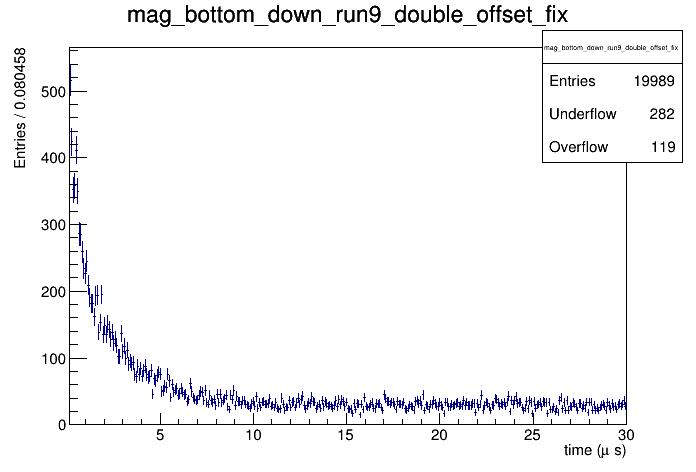 mag_bottom_down_run9_double_offset_fix
mag_bottom_down_run9_double_offset_fix
Entries 19989
Underflow 282
Overflow 119
Entries / 0.080458
500
400
300
200
100
0
5 10 15 20 25 30
time (μ s)